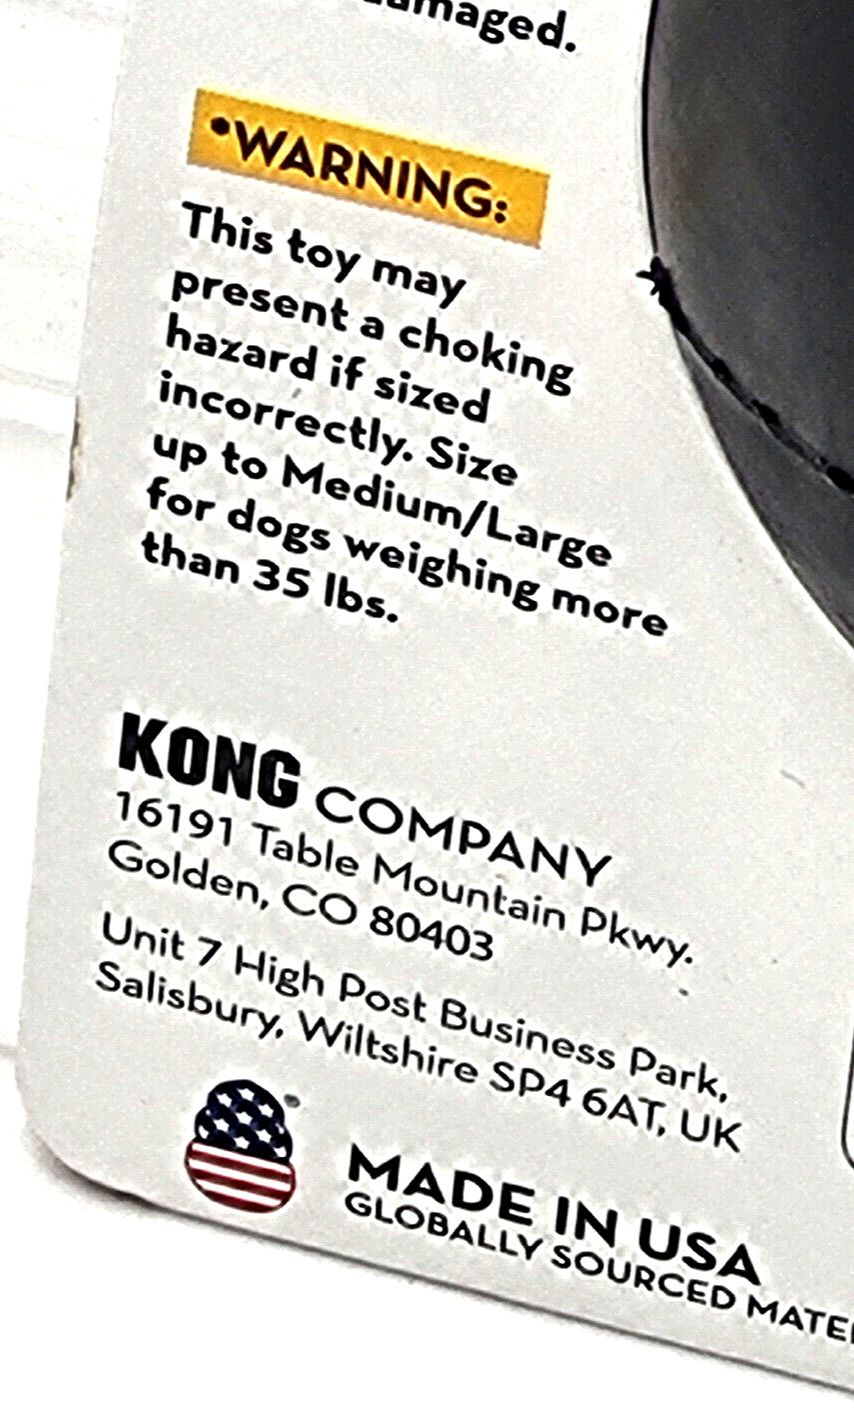 damaged.
•WARNING:
This toy may
present a choking
hazard if sized
incorrectly. Size
up to Medium/Large
for dogs weighing more
than 35 lbs.
KONG COMPANY
16191 Table Mountain Pkwy.
Golden, CO 80403
Unit 7 High Post Business Park,
Salisbury, Wiltshire SP4 6AT, UK
MADE IN USA
GLOBALLY SOURCED